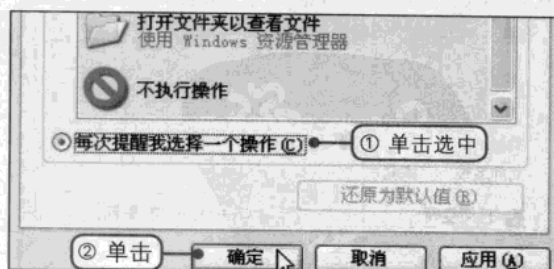 打开文件夹以查看文件
使用 Windows 资源管理器
不执行操作
每次提醒我选择一个操作(C)
① 单击选中
还原为默认值(R)
② 单击
确定 取消 应用(A)